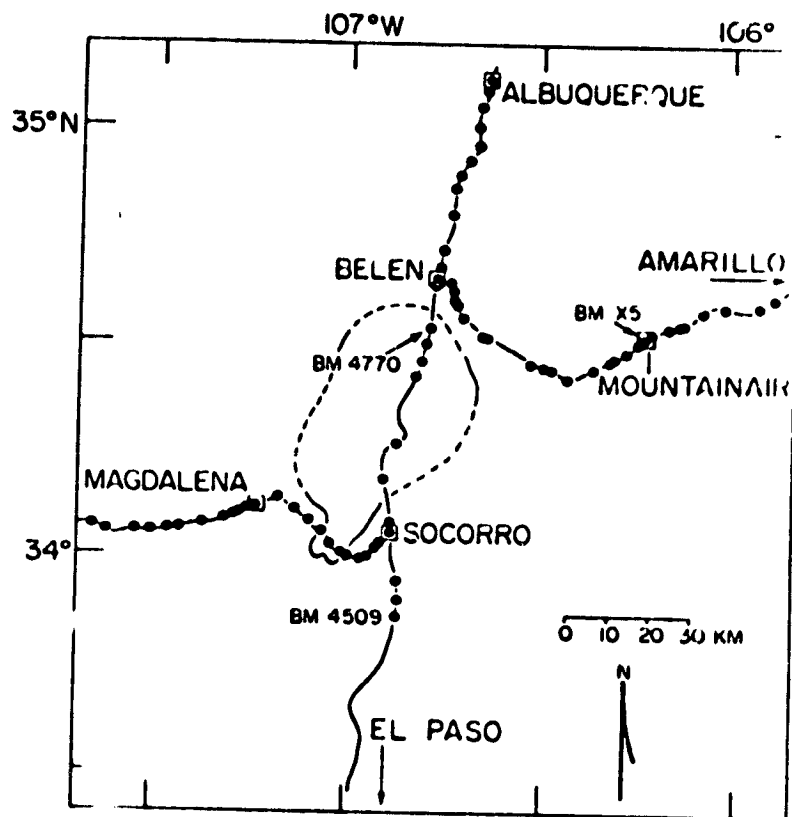 107°W
106°
ALBUQUERQUE
35°N
BELEN
AMARILLO
BM X5
BM 4770
MOUNTAINAIR
MAGDALENA
SOCORRO
34°
BM 4509
0 10 20 30 KM
N
EL PASO